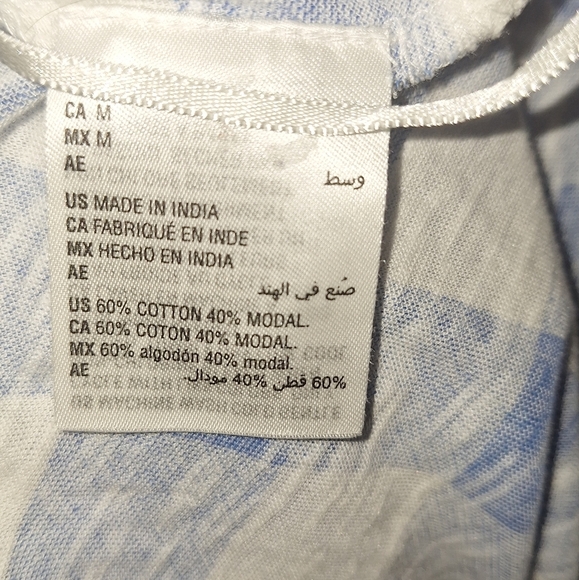 CA M
MX M
AE وسط
US MADE IN INDIA
CA FABRIQUÉ EN INDE
MX HECHO EN INDIA
AE صُنع في الهند
US 60% COTTON 40% MODAL.
CA 60% COTON 40% MODAL.
MX 60% algodón 40% modal.
AE 60% قطن 40% مودال.